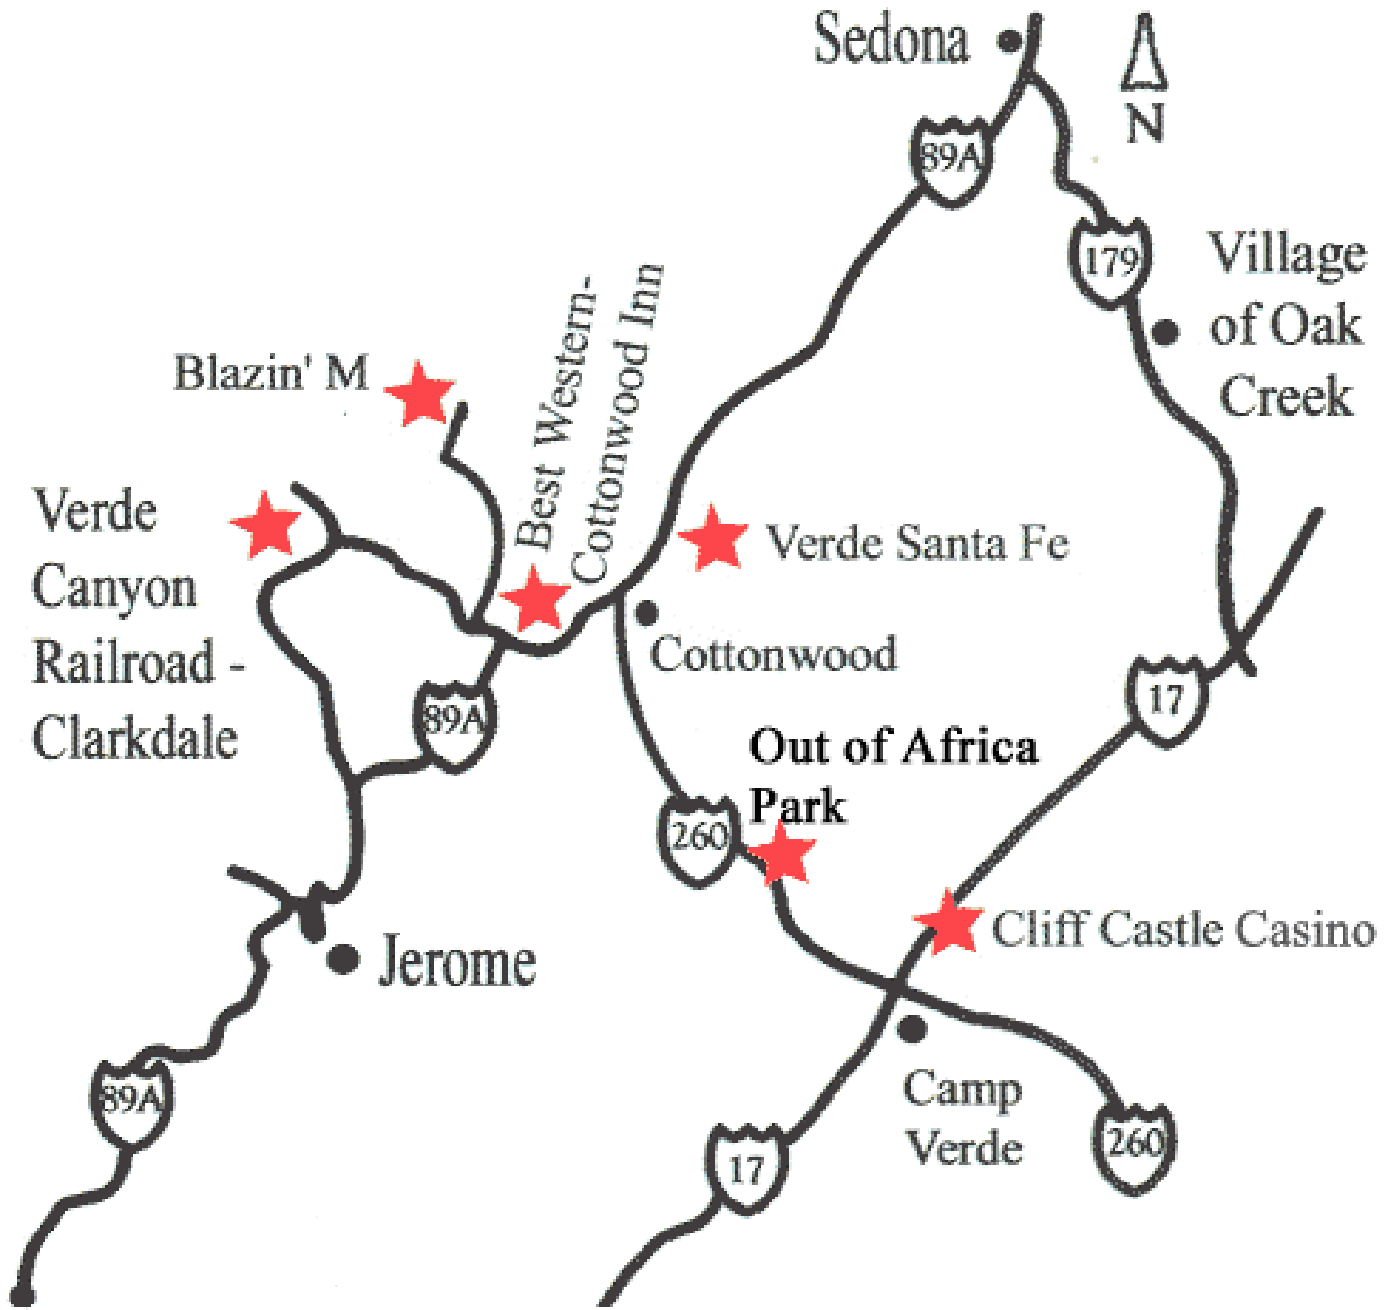 Sedona
N
89A
179
Village
of Oak
Creek
Best Western-
Cottonwood Inn
Blazin' M
Verde
Canyon
Railroad -
Clarkdale
Verde Santa Fe
Cottonwood
89A
17
Out of Africa
Park
260
Cliff Castle Casino
Jerome
89A
Camp
Verde
17
260